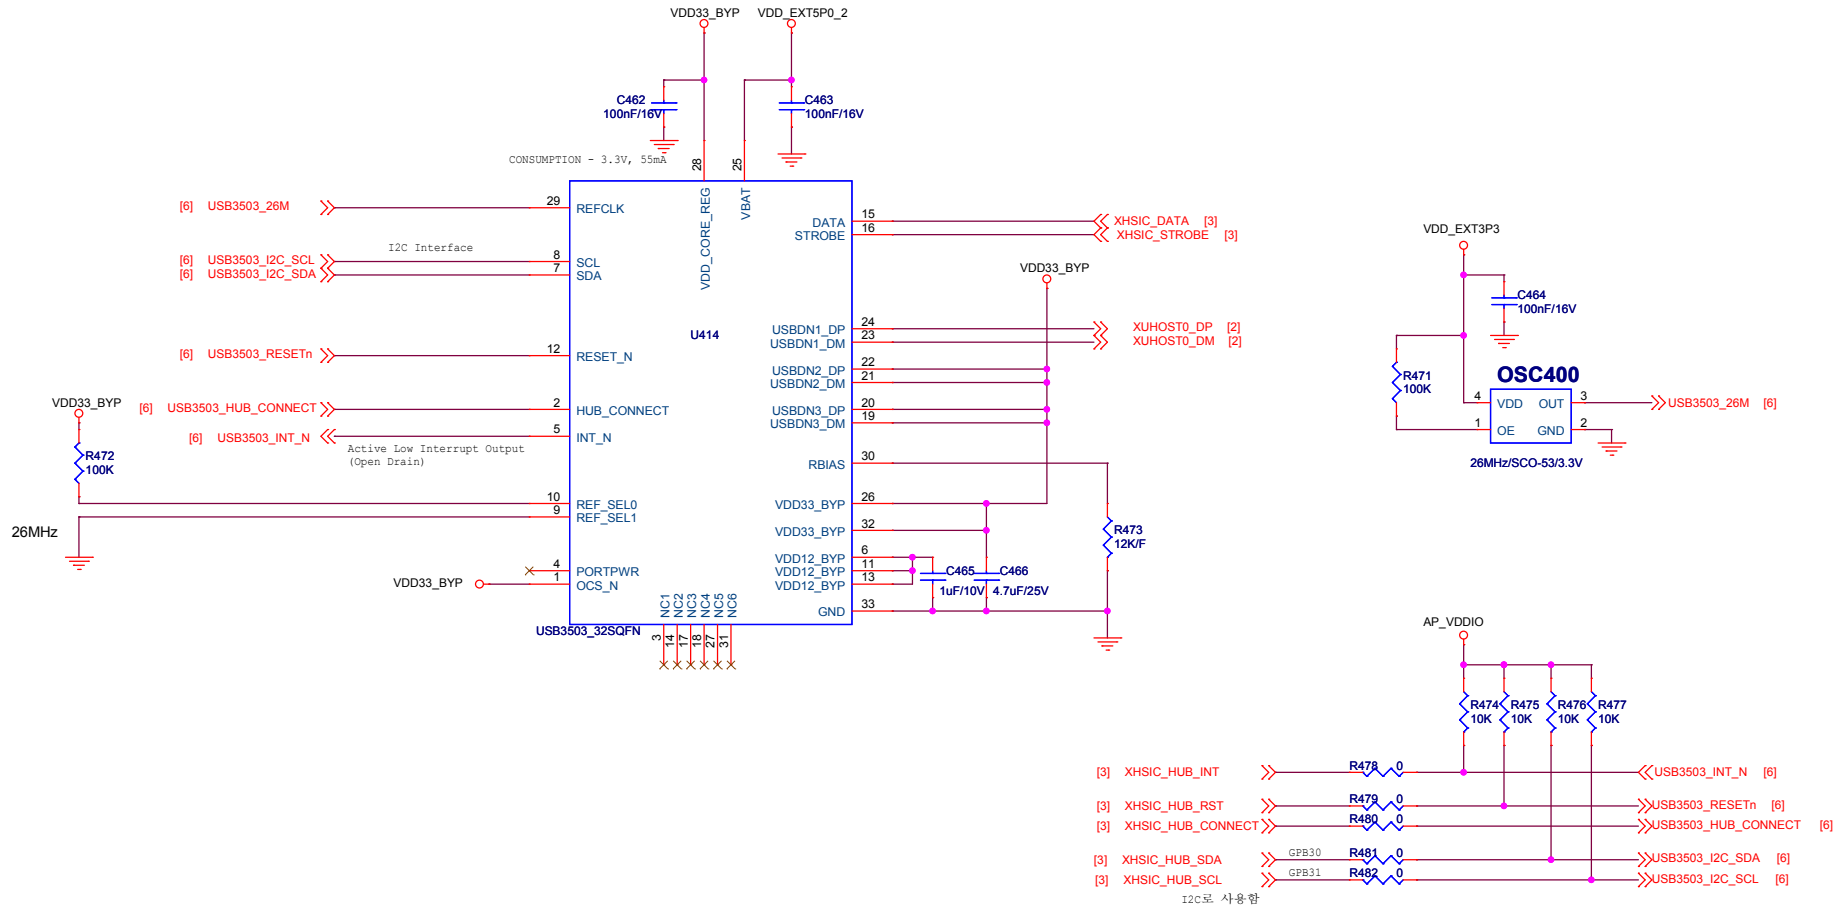 VDD33_BYP VDD_EXT5P0_2
C462
100nF/16V
C463
100nF/16V
CONSUMPTION - 3.3V, 55mA
28
25
VDD_CORE_REG
VBAT
[6] USB3503_26M
29 REFCLK
I2C Interface
[6] USB3503_I2C_SCL
8 SCL
[6] USB3503_I2C_SDA
7 SDA
[6] USB3503_RESETn
12 RESET_N
VDD33_BYP
[6] USB3503_HUB_CONNECT
2 HUB_CONNECT
[6] USB3503_INT_N
5 INT_N
Active Low Interrupt Output
(Open Drain)
R472
100K
10 REF_SEL0
9 REF_SEL1
26MHz
4 PORTPWR
VDD33_BYP
1 OCS_N
U414
USB3503_32SQFN
NC1
NC2
NC3
NC4
NC5
NC6
3
14
17
18
27
31
DATA 15
XHSIC_DATA [3]
STROBE 16
XHSIC_STROBE [3]
VDD33_BYP
USBDN1_DP 24
XUHOST0_DP [2]
USBDN1_DM 23
XUHOST0_DM [2]
USBDN2_DP 22
USBDN2_DM 21
USBDN3_DP 20
USBDN3_DM 19
RBIAS 30
VDD33_BYP 26
VDD33_BYP 32
VDD12_BYP 6
VDD12_BYP 11
VDD12_BYP 13
GND 33
R473
12K/F
C465
1uF/10V
C466
4.7uF/25V
VDD_EXT3P3
C464
100nF/16V
R471
100K
OSC400
4 VDD OUT 3
USB3503_26M [6]
1 OE GND 2
26MHz/SCO-53/3.3V
AP_VDDIO
R474
10K
R475
10K
R476
10K
R477
10K
[3] XHSIC_HUB_INT R478 0 USB3503_INT_N [6]
[3] XHSIC_HUB_RST R479 0 USB3503_RESETn [6]
[3] XHSIC_HUB_CONNECT R480 0 USB3503_HUB_CONNECT [6]
[3] XHSIC_HUB_SDA GPB30 R481 0 USB3503_I2C_SDA [6]
[3] XHSIC_HUB_SCL GPB31 R482 0 USB3503_I2C_SCL [6]
I2C로 사용함